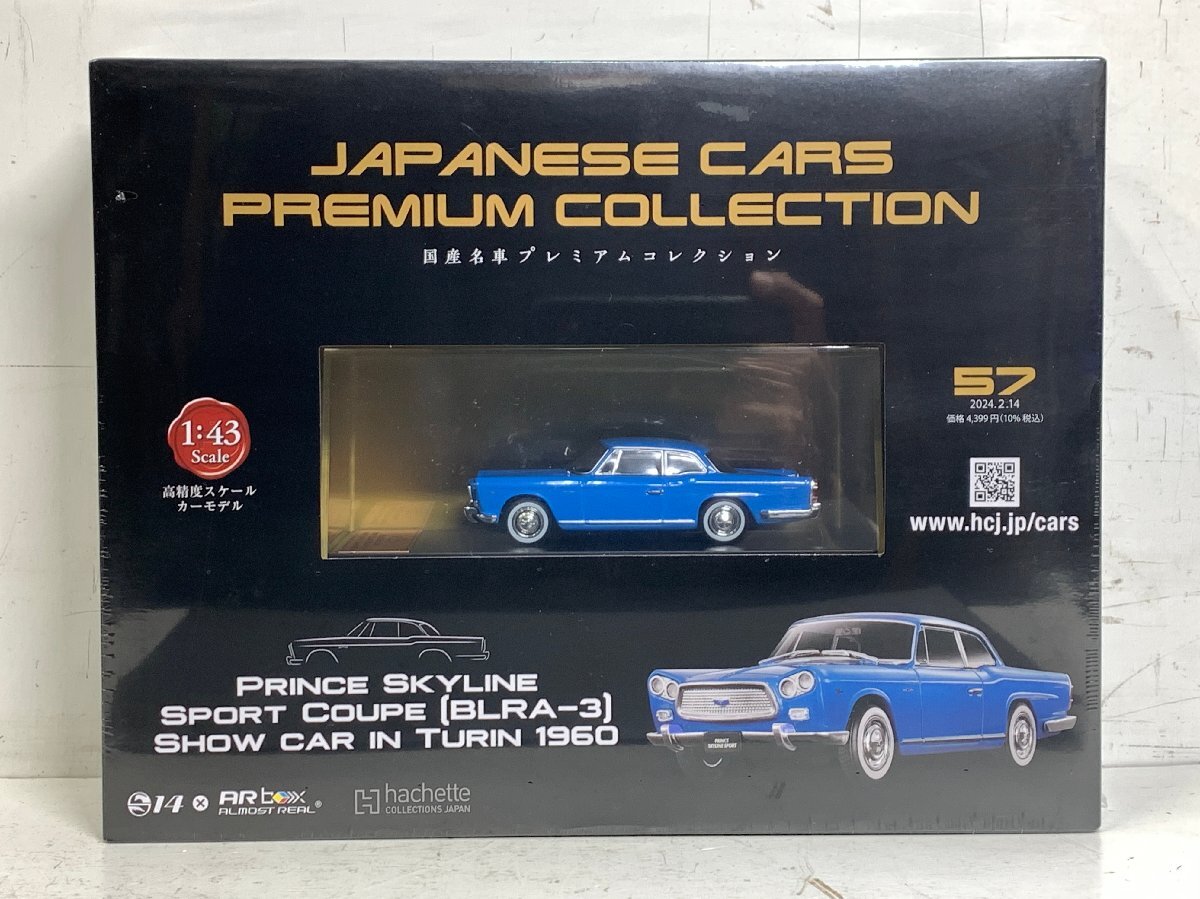 JAPANESE CARS
PREMIUM COLLECTION
国産名車プレミアムコレクション
57
2024.2.14
価格 4,399円(10%税込)
1:43
Scale
高精度スケール
カーモデル
www.hcj.jp/cars
PRINCE SKYLINE
SPORT COUPE (BLRA-3)
SHOW CAR IN TURIN 1960
PRINCE
SKYLINE SPORT
14 × ARbox
ALMOST REAL®
hachette
COLLECTIONS JAPAN